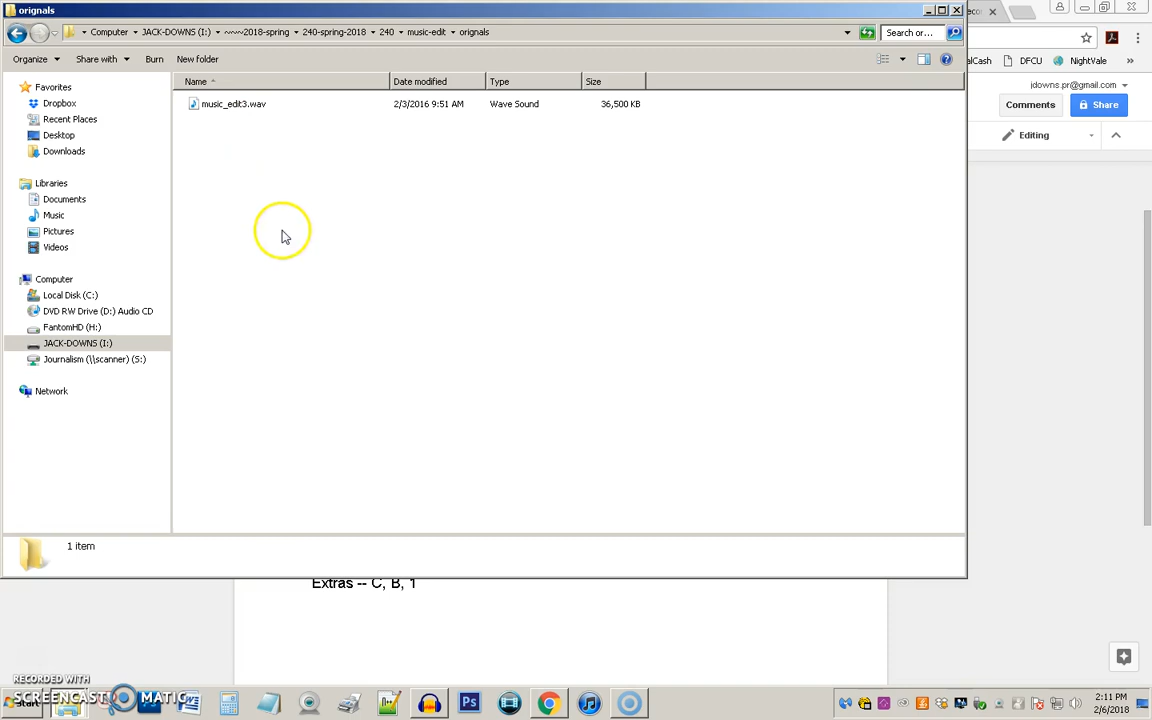 orignals
Computer
JACK-DOWNS (I:)
~~~2018-spring
240-spring-2018
240
music-edit
orignals
Search or...
Organize
Share with
Burn
New folder
Favorites
Dropbox
Recent Places
Desktop
Downloads
Libraries
Documents
Music
Pictures
Videos
Computer
Local Disk (C:)
DVD RW Drive (D:) Audio CD
FantomHD (H:)
JACK-DOWNS (I:)
Journalism (\\scanner) (S:)
Network
Name
Date modified
Type
Size
music_edit3.wav
2/3/2016 9:51 AM
Wave Sound
36,500 KB
1 item
alCash
DFCU
NightVale
»
jdowns.pr@gmail.com
Comments
Share
Editing
Extras -- C, B, 1
RECORDED WITH
SCREENCAST MATIC
Start
Ps
2:11 PM
2/6/2018